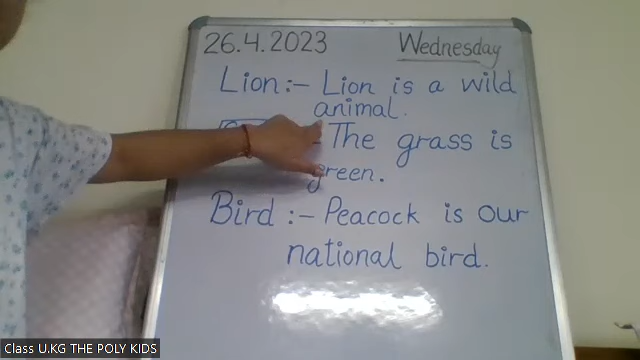 26.4.2023 Wednesday
Lion :- Lion is a wild
animal.
- The grass is
green.
Bird :- Peacock is our
national bird.
Class U.KG THE POLY KIDS